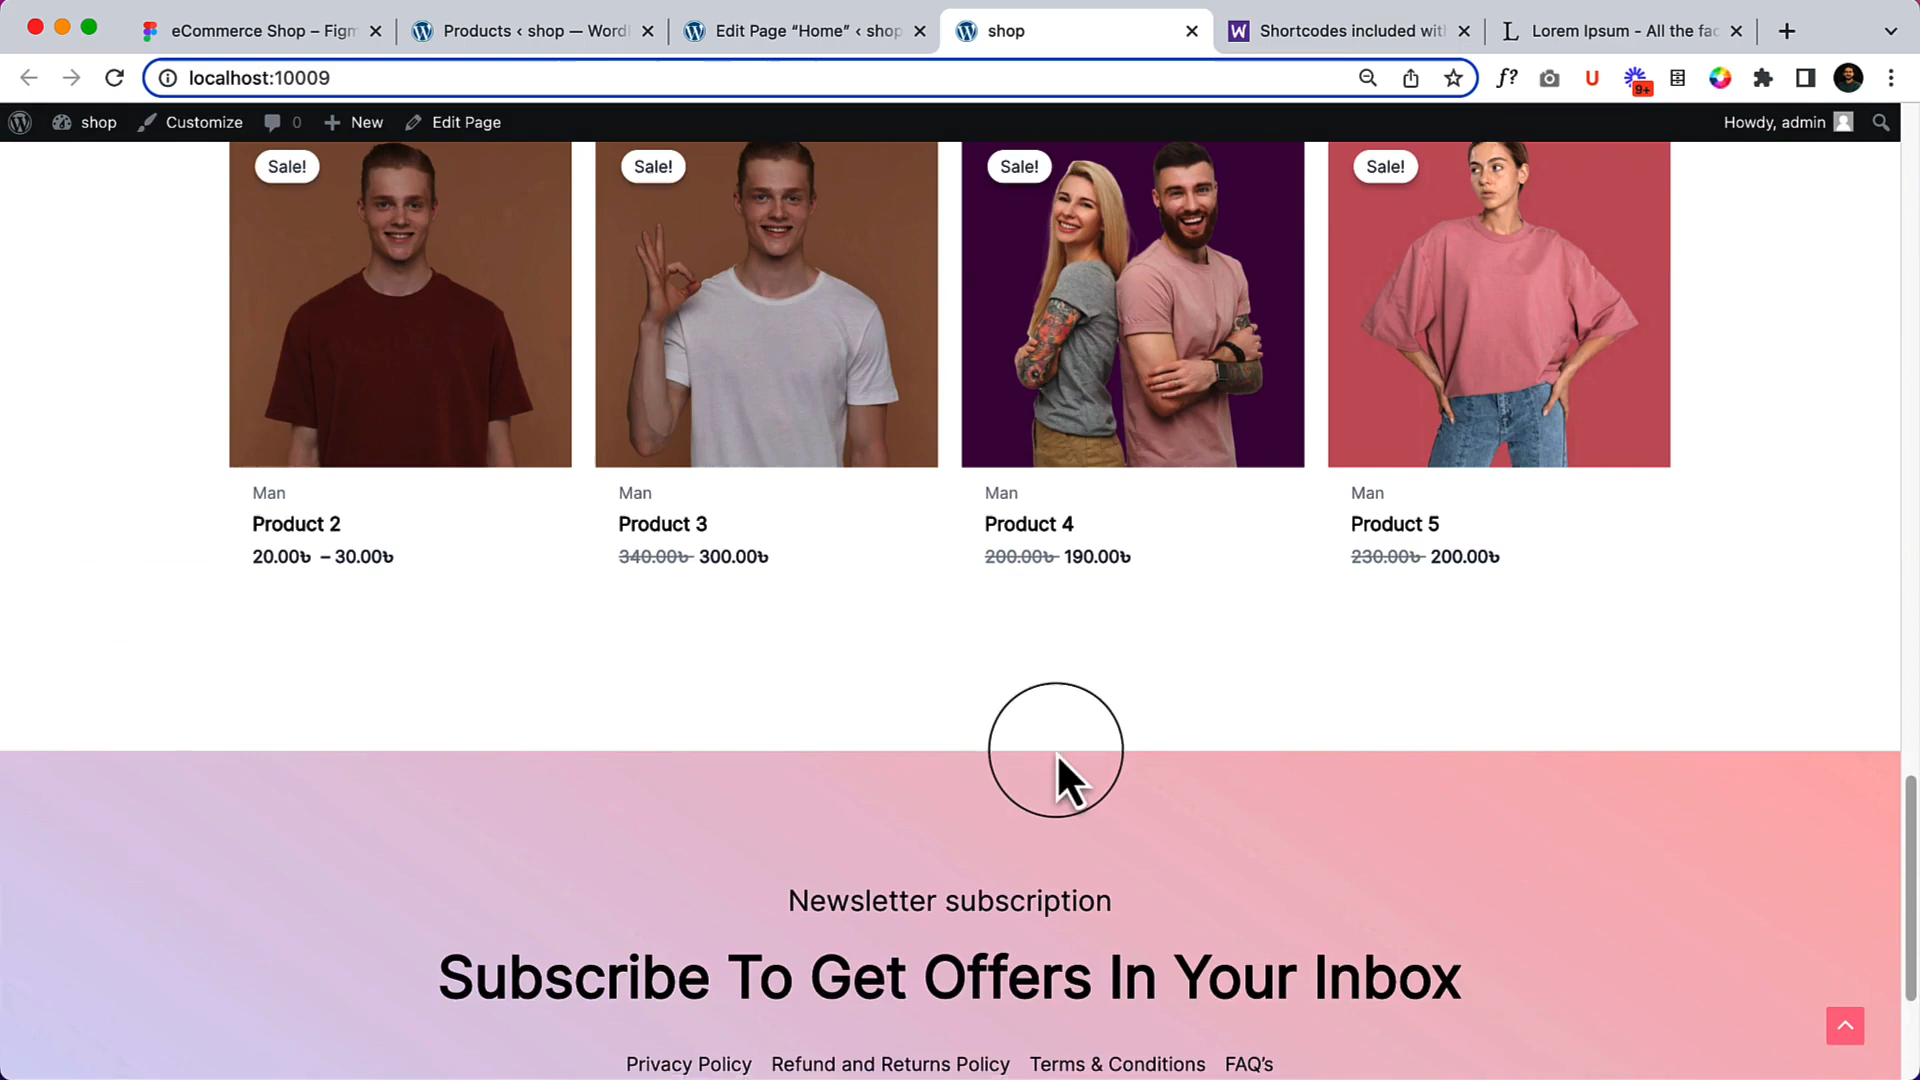 eCommerce Shop – Figm
Products ‹ shop — Word
Edit Page “Home” ‹ shop
shop
Shortcodes included wit
Lorem Ipsum - All the fac
localhost:10009
f?
U
9+
shop
Customize
0
New
Edit Page
Howdy, admin
Sale!
Sale!
Sale!
Sale!
Man
Man
Man
Man
Product 2
Product 3
Product 4
Product 5
20.00৳ – 30.00৳
340.00৳ 300.00৳
200.00৳ 190.00৳
230.00৳ 200.00৳
Newsletter subscription
Subscribe To Get Offers In Your Inbox
Privacy Policy Refund and Returns Policy Terms & Conditions FAQ’s